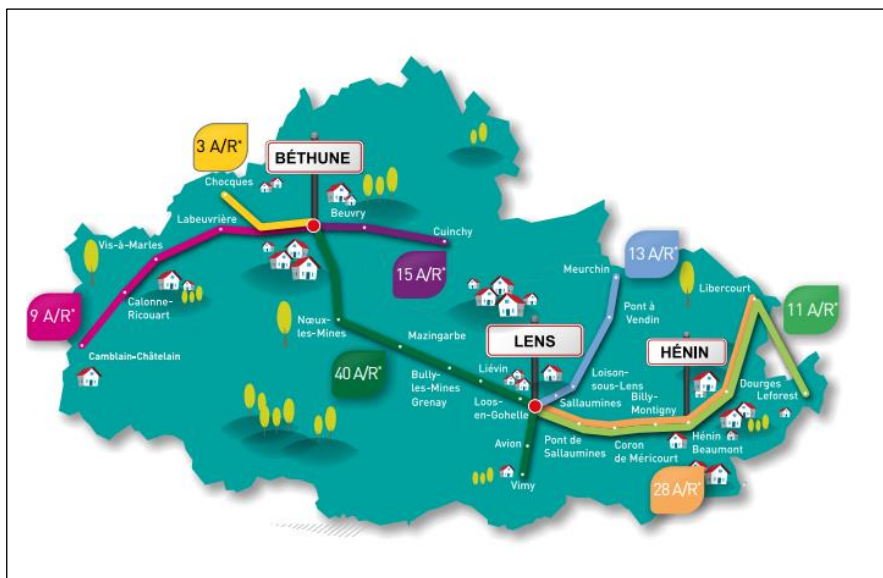 3 A/R*
BÉTHUNE
Chocques
Beuvry
Labeuvrière
Cuinchy
Vis-à-Marles
15 A/R*
13 A/R*
Meurchin
Libercourt
11 A/R*
Calonne-
Ricouart
9 A/R*
Nœux-
les-Mines
Pont à
Vendin
Mazingarbe
LENS
HÉNIN
Camblain-Châtelain
40 A/R*
Bully-
les-Mines
Grenay
Liévin
Loison-
sous-Lens
Loos-
en-Gohelle
Sallaumines
Billy-
Montigny
Dourges
Leforest
Avion
Pont de
Sallaumines
Coron
de Méricourt
Hénin
Beaumont
Vimy
28 A/R*